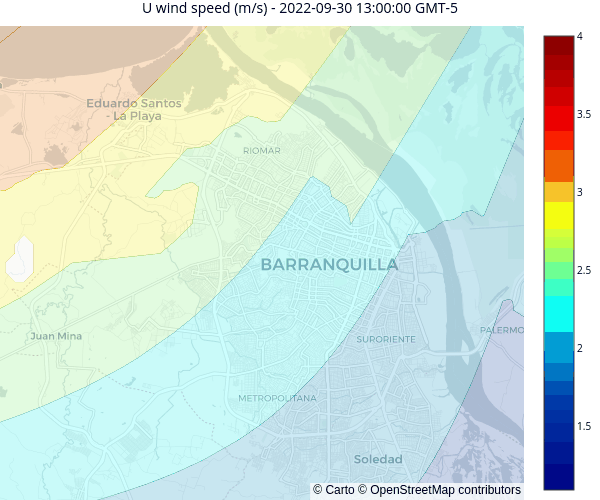 U wind speed (m/s) - 2022-09-30 13:00:00 GMT-5
4
3.5
3
2.5
2
1.5
Eduardo Santos
- La Playa
RIOMAR
BARRANQUILLA
Juan Mina
SURORIENTE
PALERMO
METROPOLITANA
Soledad
© Carto © OpenStreetMap contributors